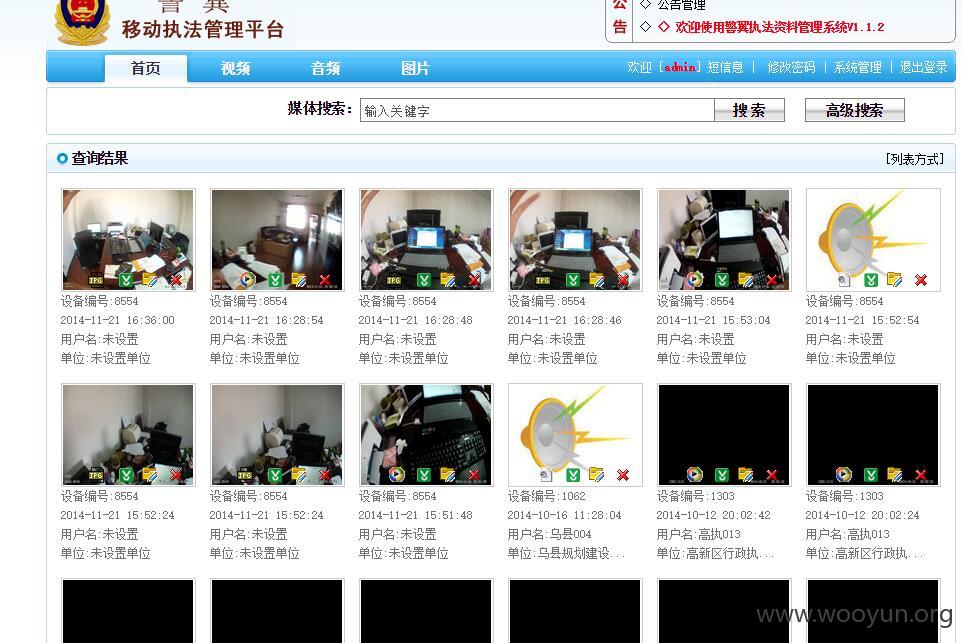 警翼
移动执法管理平台
公
告
◇ 公告管理
◇ ◇ 欢迎使用警翼执法资料管理系统V1.1.2
首页 视频 音频 图片 欢迎 [admin] 短信息 | 修改密码 | 系统管理 | 退出登录
媒体搜索: 输入关键字 搜 索 高级搜索
查询结果 [列表方式]
JPG JPG JPG
设备编号:8554 设备编号:8554 设备编号:8554 设备编号:8554 设备编号:8554 设备编号:8554
2014-11-21 16:36:00 2014-11-21 16:28:54 2014-11-21 16:28:48 2014-11-21 16:28:46 2014-11-21 15:53:04 2014-11-21 15:52:54
用户名:未设置 用户名:未设置 用户名:未设置 用户名:未设置 用户名:未设置 用户名:未设置
单位:未设置单位 单位:未设置单位 单位:未设置单位 单位:未设置单位 单位:未设置单位 单位:未设置单位
JPG JPG
设备编号:8554 设备编号:8554 设备编号:8554 设备编号:1062 设备编号:1303 设备编号:1303
2014-11-21 15:52:24 2014-11-21 15:52:24 2014-11-21 15:51:48 2014-10-16 11:28:04 2014-10-12 20:02:42 2014-10-12 20:02:24
用户名:未设置 用户名:未设置 用户名:未设置 用户名:乌县004 用户名:高执013 用户名:高执013
单位:未设置单位 单位:未设置单位 单位:未设置单位 单位:乌县规划建设... 单位:高新区行政执... 单位:高新区行政执...
www.wooyun.org